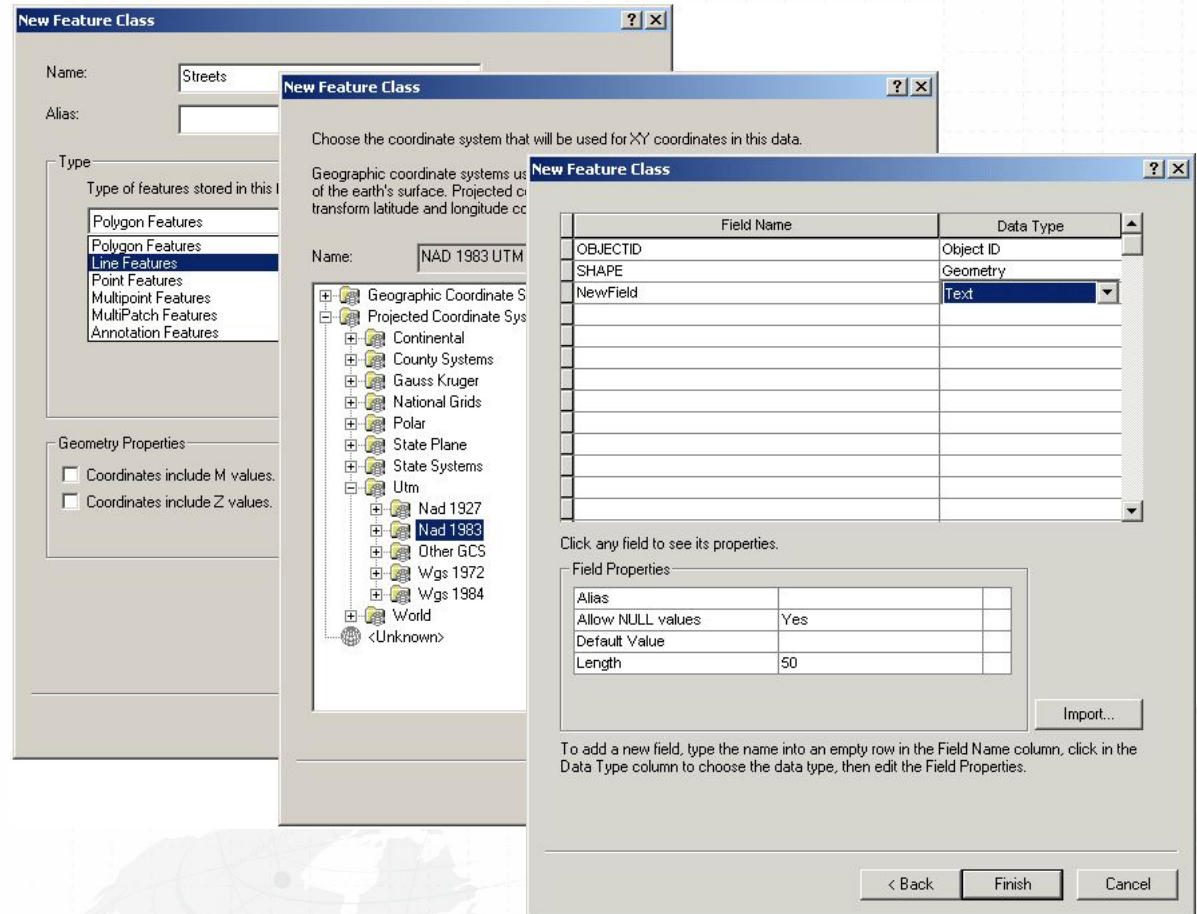 New Feature Class
Name:
Streets
Alias:
Type
Type of features stored in this
Polygon Features
Polygon Features
Line Features
Point Features
Multipoint Features
MultiPatch Features
Annotation Features
Geometry Properties
Coordinates include M values.
Coordinates include Z values.
New Feature Class
Choose the coordinate system that will be used for XY coordinates in this data.
Geographic coordinate systems us
of the earth's surface. Projected c
transform latitude and longitude co
Name:
NAD 1983 UTM
Geographic Coordinate S
Projected Coordinate Sys
Continental
County Systems
Gauss Kruger
National Grids
Polar
State Plane
State Systems
Utm
Nad 1927
Nad 1983
Other GCS
Wgs 1972
Wgs 1984
World
<Unknown>
New Feature Class
Field Name Data Type
OBJECTID Object ID
SHAPE Geometry
NewField Text
Click any field to see its properties.
Field Properties
Alias
Allow NULL values Yes
Default Value
Length 50
Import...
To add a new field, type the name into an empty row in the Field Name column, click in the
Data Type column to choose the data type, then edit the Field Properties.
< Back Finish Cancel